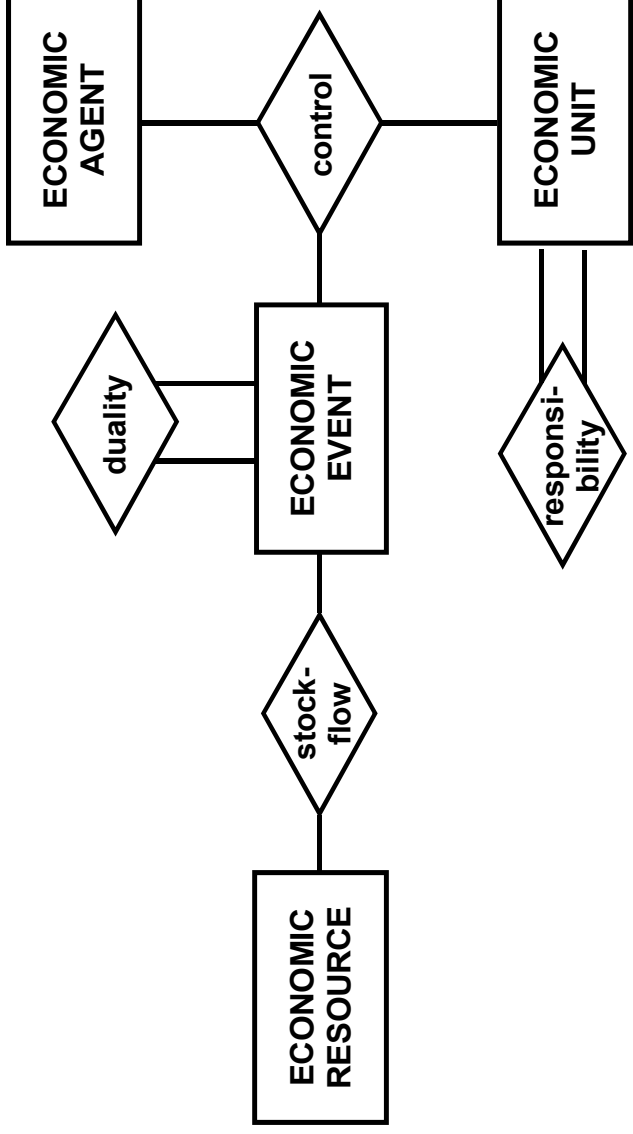 duality
ECONOMIC
AGENT
ECONOMIC
RESOURCE
stock-
flow
ECONOMIC
EVENT
control
responsi-
bility
ECONOMIC
UNIT